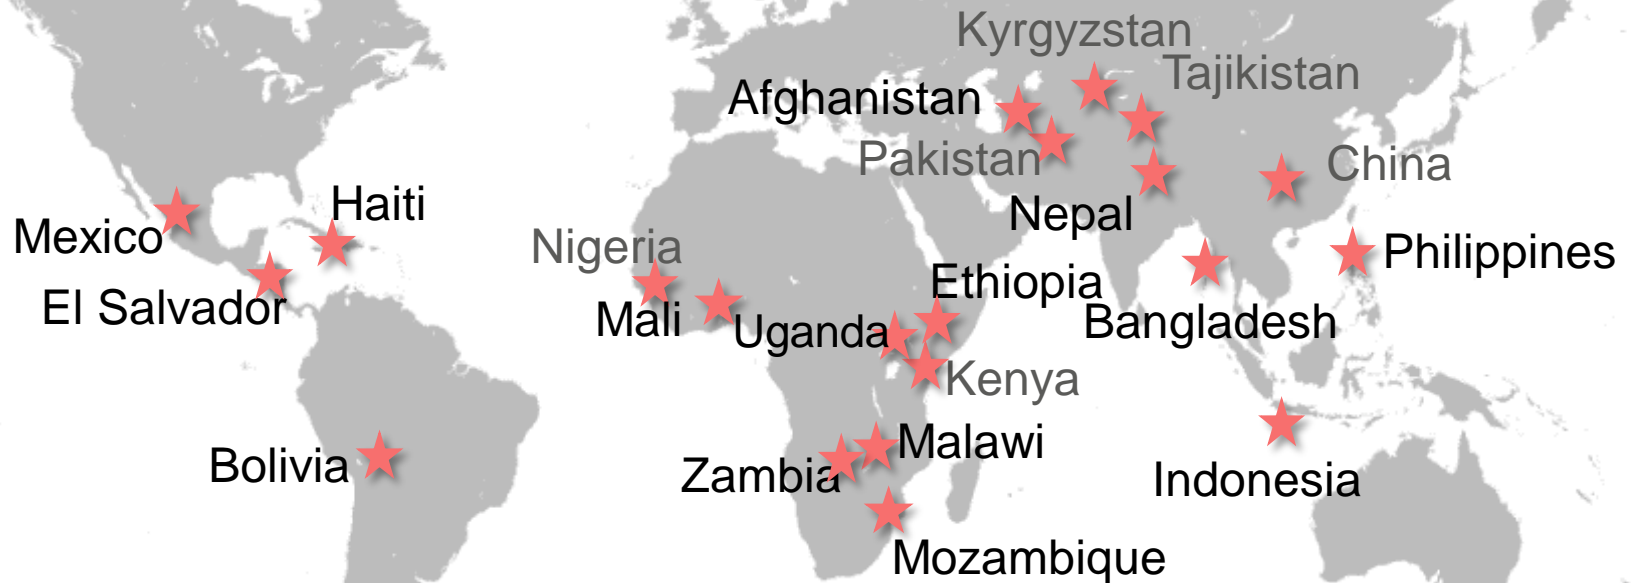 Kyrgyzstan
Tajikistan
Afghanistan
Pakistan
China
Nepal
Haiti
Mexico
Nigeria
Philippines
Ethiopia
El Salvador
Mali
Uganda
Bangladesh
Kenya
Malawi
Bolivia
Zambia
Indonesia
Mozambique